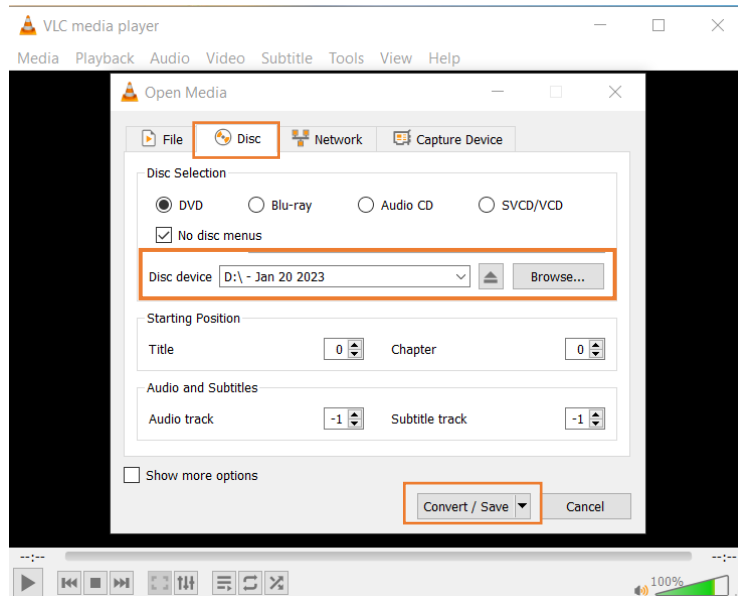 VLC media player
Media Playback Audio Video Subtitle Tools View Help
Open Media
File Disc Network Capture Device
Disc Selection
DVD Blu-ray Audio CD SVCD/VCD
No disc menus
Disc device D:\ - Jan 20 2023 Browse...
Starting Position
Title 0 Chapter 0
Audio and Subtitles
Audio track -1 Subtitle track -1
Show more options
Convert / Save Cancel
--:-- --:--
100%